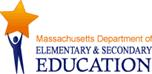 Massachusetts Department of
ELEMENTARY & SECONDARY
EDUCATION